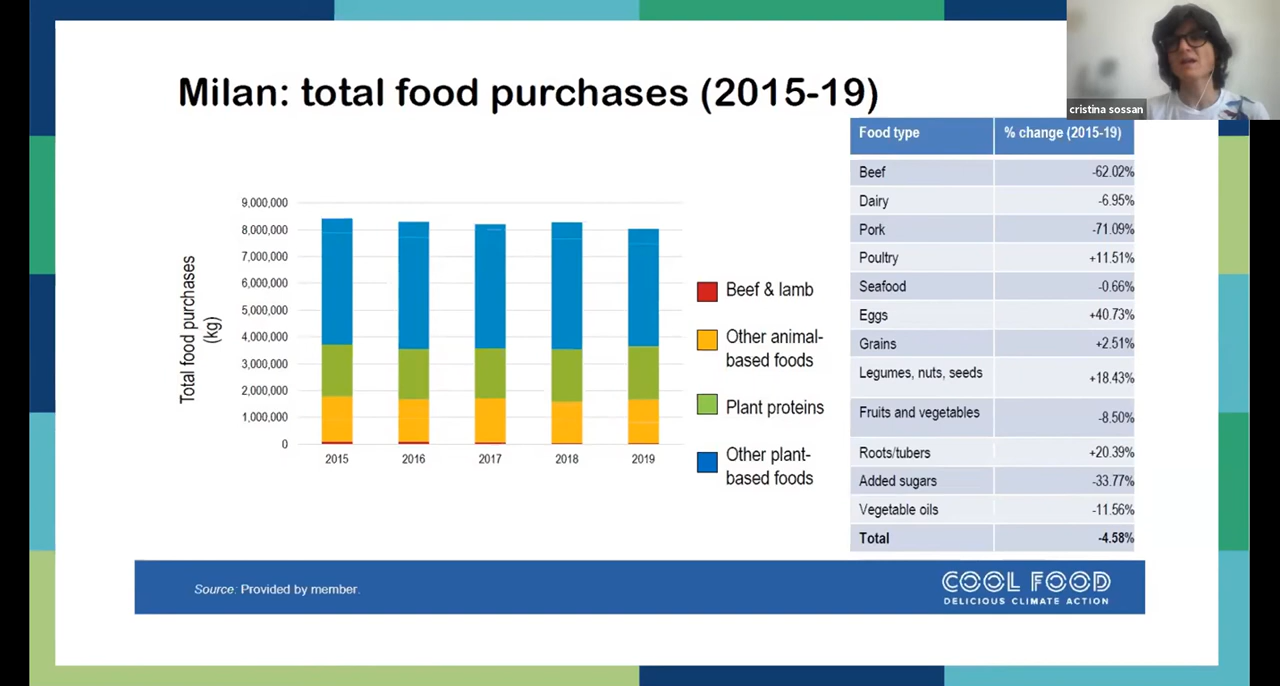 Milan: total food purchases (2015-19)
cristina sossan
Total food purchases
(kg)
9,000,000
8,000,000
7,000,000
6,000,000
5,000,000
4,000,000
3,000,000
2,000,000
1,000,000
0
2015 2016 2017 2018 2019
Beef & lamb
Other animal-
based foods
Plant proteins
Other plant-
based foods
Food type % change (2015-19)
Beef -62.02%
Dairy -6.95%
Pork -71.09%
Poultry +11.51%
Seafood -0.66%
Eggs +40.73%
Grains +2.51%
Legumes, nuts, seeds +18.43%
Fruits and vegetables -8.50%
Roots/tubers +20.39%
Added sugars -33.77%
Vegetable oils -11.56%
Total -4.58%
Source: Provided by member.
COOL FOOD
DELICIOUS CLIMATE ACTION